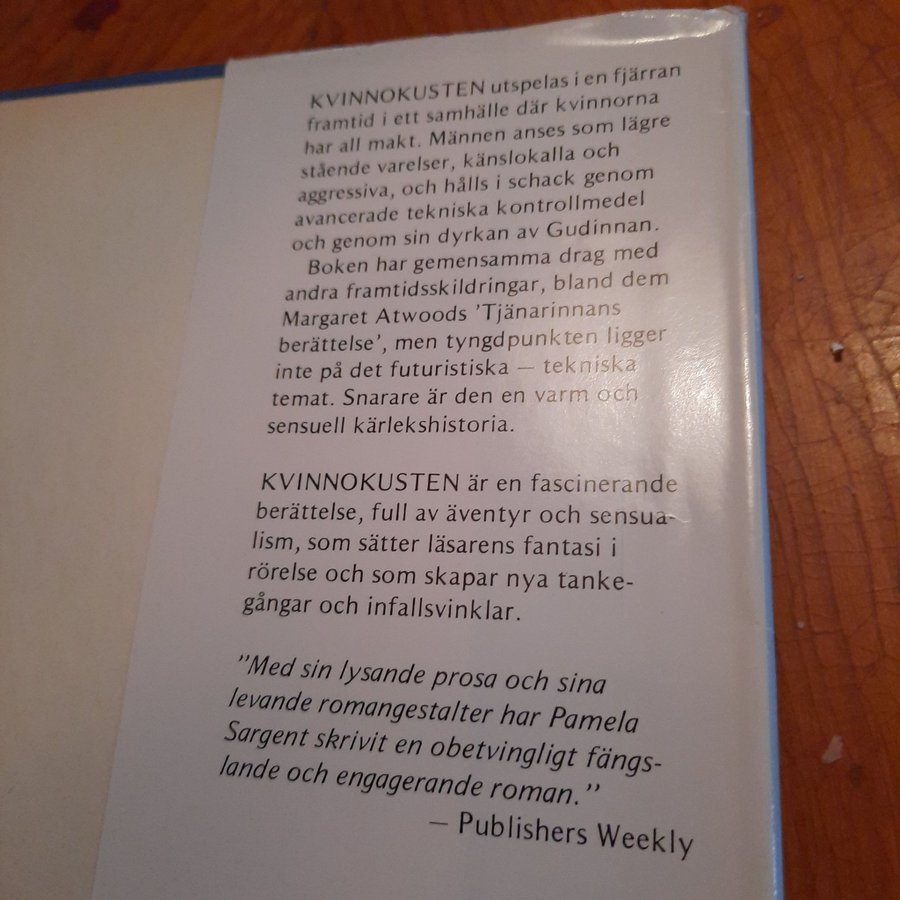 KVINNOKUSTEN utspelas i en fjärran
framtid i ett samhälle där kvinnorna
har all makt. Männen anses som lägre
stående varelser, känslokalla och
aggressiva, och hålls i schack genom
avancerade tekniska kontrollmedel
och genom sin dyrkan av Gudinnan.
Boken har gemensamma drag med
andra framtidsskildringar, bland dem
Margaret Atwoods 'Tjänarinnans
berättelse', men tyngdpunkten ligger
inte på det futuristiska — tekniska
temat. Snarare är den en varm och
sensuell kärlekshistoria.
KVINNOKUSTEN är en fascinerande
berättelse, full av äventyr och sensua-
lism, som sätter läsarens fantasi i
rörelse och som skapar nya tanke-
gångar och infallsvinklar.
"Med sin lysande prosa och sina
levande romangestalter har Pamela
Sargent skrivit en obetvingligt fängs-
lande och engagerande roman."
— Publishers Weekly